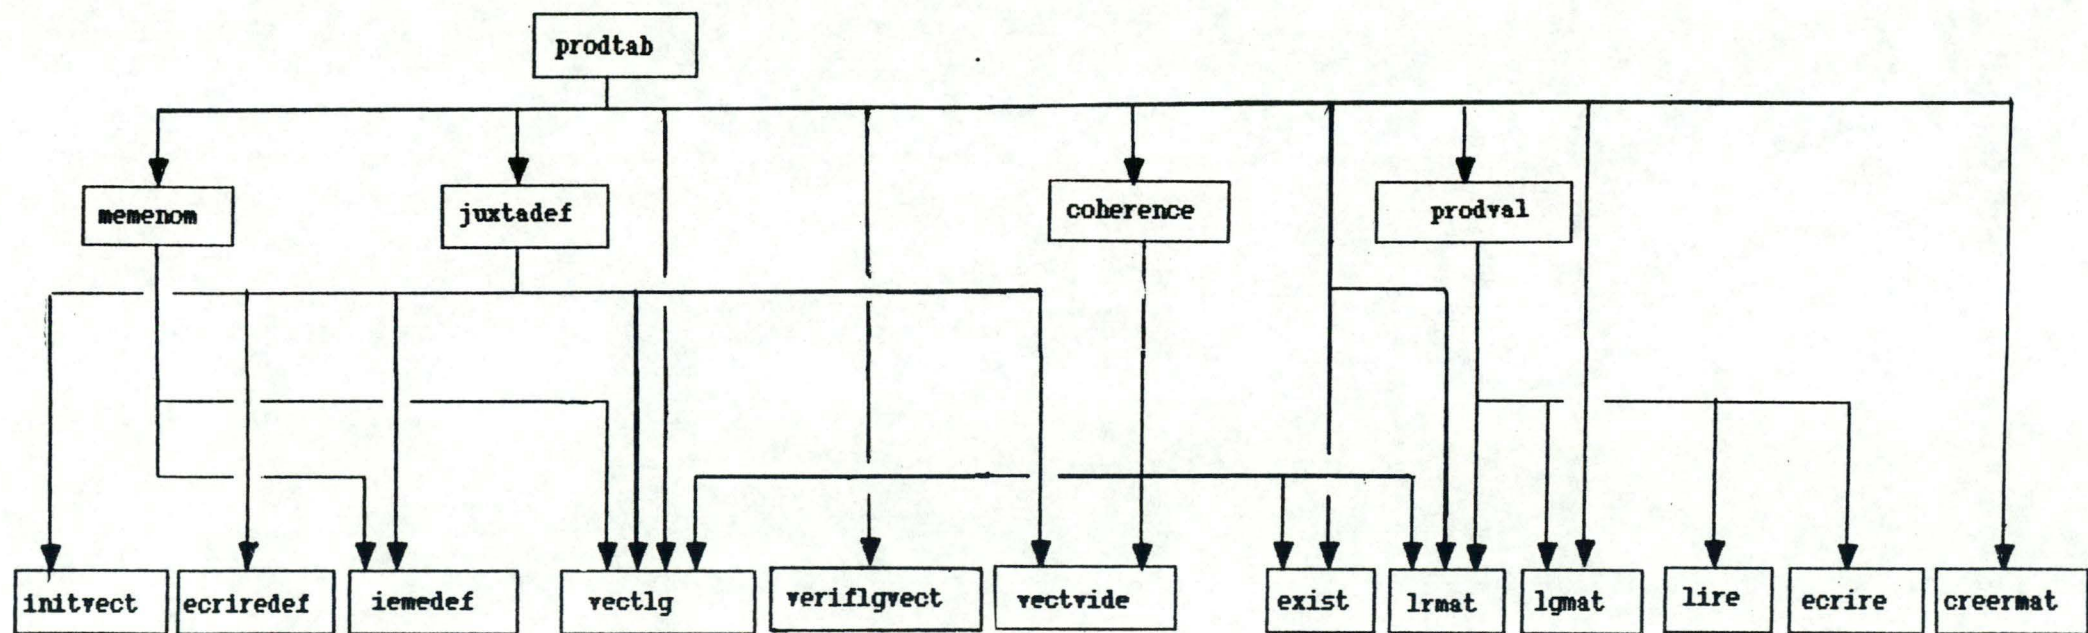 prodtab
memenom
juxtadef
coherence
prodval
initvect
ecriredef
iemedef
vectlg
veriflgvect
vectvide
exist
lrmat
lgmat
lire
ecrire
creermat